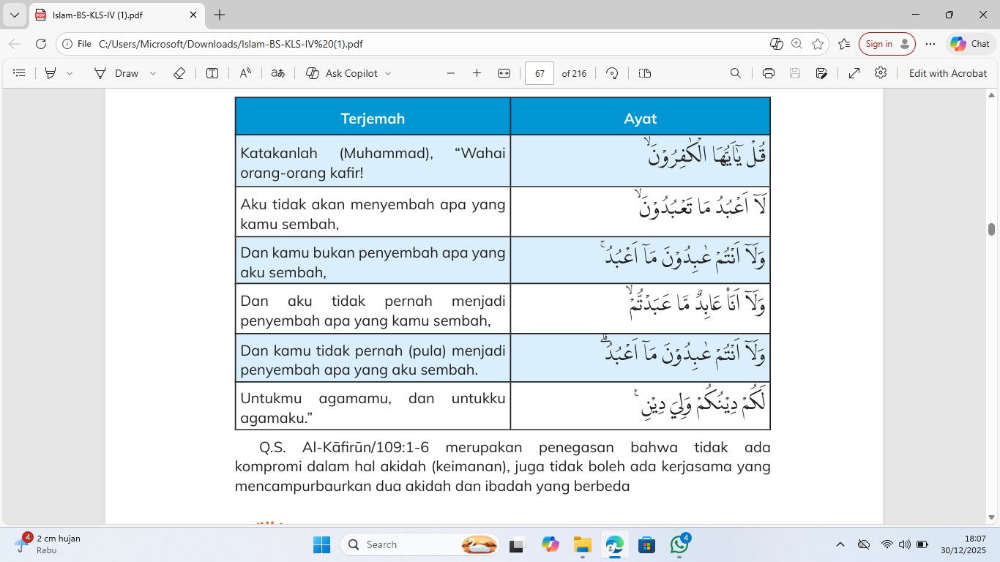 Islam-BS-KLS-IV (1).pdf
File C:/Users/Microsoft/Downloads/Islam-BS-KLS-IV%20(1).pdf
Sign in
Chat
Draw
Ask Copilot
67 of 216
Edit with Acrobat
Terjemah
Ayat
Katakanlah (Muhammad), “Wahai
orang-orang kafir!
قُلْ يٰٓاَيُّهَا الْكٰفِرُوْنَۙ
Aku tidak akan menyembah apa yang
kamu sembah,
لَآ اَعْبُدُ مَا تَعْبُدُوْنَۙ
Dan kamu bukan penyembah apa yang
aku sembah,
وَلَآ اَنْتُمْ عٰبِدُوْنَ مَآ اَعْبُدُۚ
Dan aku tidak pernah menjadi
penyembah apa yang kamu sembah,
وَلَآ اَنَا۠ عَابِدٌ مَّا عَبَدْتُّمْۙ
Dan kamu tidak pernah (pula) menjadi
penyembah apa yang aku sembah.
وَلَآ اَنْتُمْ عٰبِدُوْنَ مَآ اَعْبُدُۗ
Untukmu agamamu, dan untukku
agamaku.”
لَكُمْ دِيْنُكُمْ وَلِيَ دِيْنِ ࣖ
Q.S. Al-Kāfirūn/109:1-6 merupakan penegasan bahwa tidak ada
kompromi dalam hal akidah (keimanan), juga tidak boleh ada kerjasama yang
mencampurbaurkan dua akidah dan ibadah yang berbeda
4
2 cm hujan
Rabu
Search
4
18:07
30/12/2025